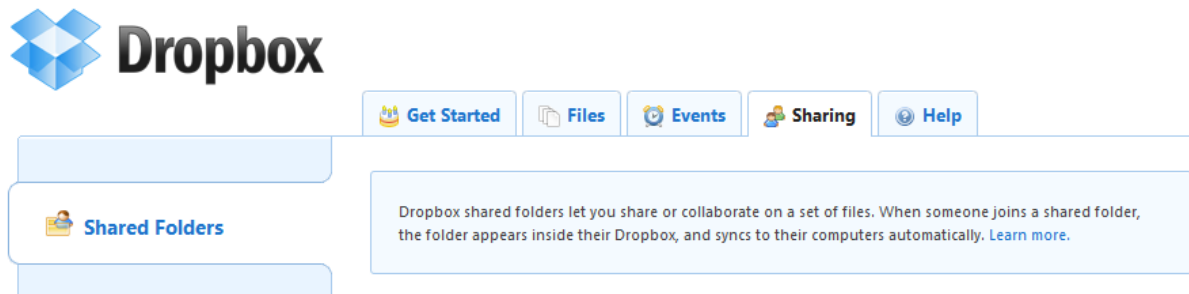 Dropbox
Get Started
Files
Events
Sharing
Help
Shared Folders
Dropbox shared folders let you share or collaborate on a set of files. When someone joins a shared folder,
the folder appears inside their Dropbox, and syncs to their computers automatically. Learn more.